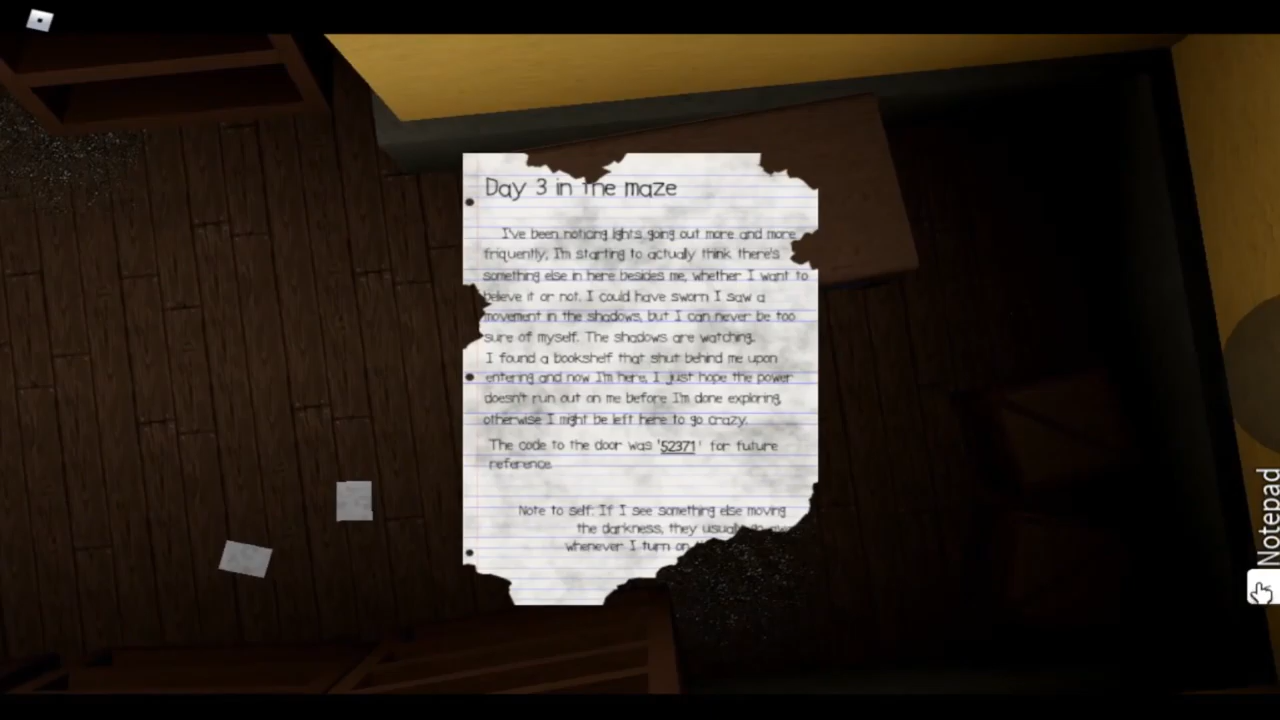 Day 3 in the maze
I've been noticing lights going out more and more
friquently, I'm starting to actually think there's
something else in here besides me, whether I want to
believe it or not. I could have sworn I saw a
movement in the shadows, but I can never be too
sure of myself. The shadows are watching.
I found a bookshelf that shut behind me upon
entering and now I'm here, I just hope the power
doesn't run out on me before I'm done exploring,
otherwise I might be left here to go crazy.
The code to the door was '52371' for future
reference.
Note to self: If I see something else moving
the darkness, they usually go
whenever I turn on
Notepad